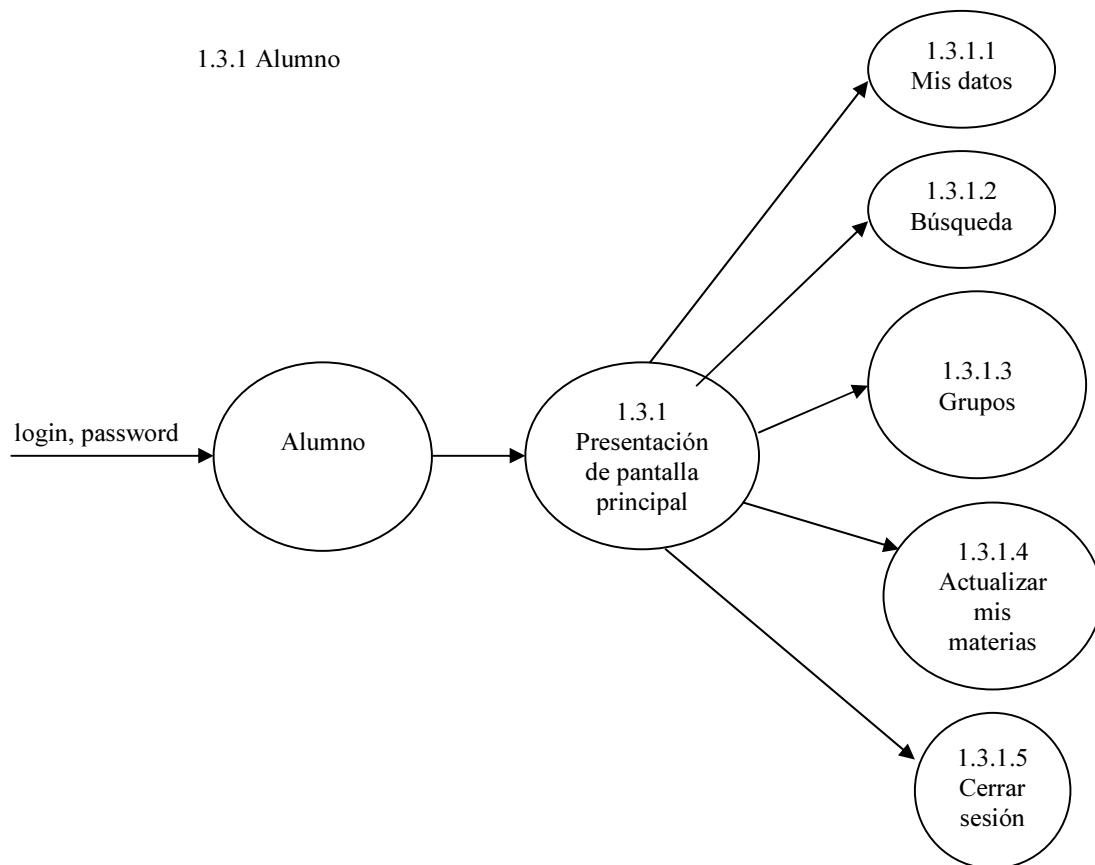 1.3.1 Alumno
login, password
Alumno
1.3.1
Presentación
de pantalla
principal
1.3.1.1
Mis datos
1.3.1.2
Búsqueda
1.3.1.3
Grupos
1.3.1.4
Actualizar
mis
materias
1.3.1.5
Cerrar
sesión